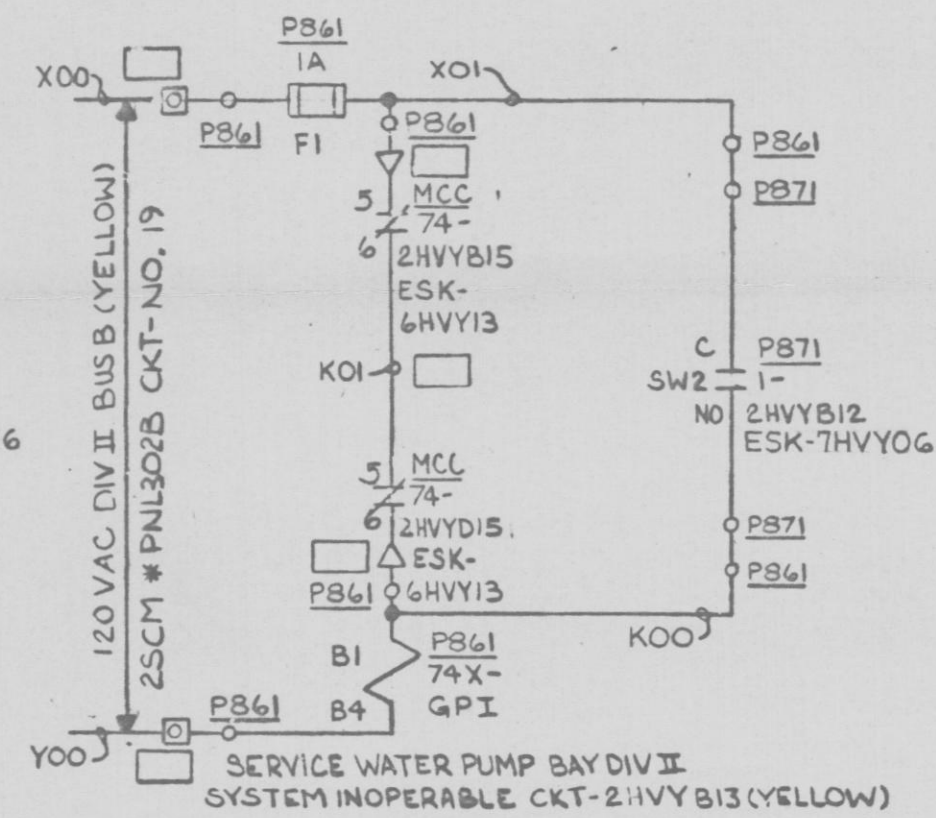 P861
1A
X00
X01
P861
F1
P861
P861
P871
5
MCC
74-
6
2HVYB15
ESK-
6HVY13
120 VAC DIV II BUS B (YELLOW)
2SCM * PNL302B CKT-NO. 19
K01
C
P871
SW2
1-
NO
2HVYB12
ESK-7HVY06
6
5
MCC
74-
6
2HVYD15
ESK-
P871
P861
6HVY13
P861
K00
B1
P861
74X-
B4
GPI
P861
Y00
SERVICE WATER PUMP BAY DIV II
SYSTEM INOPERABLE CKT-2HVYB13 (YELLOW)